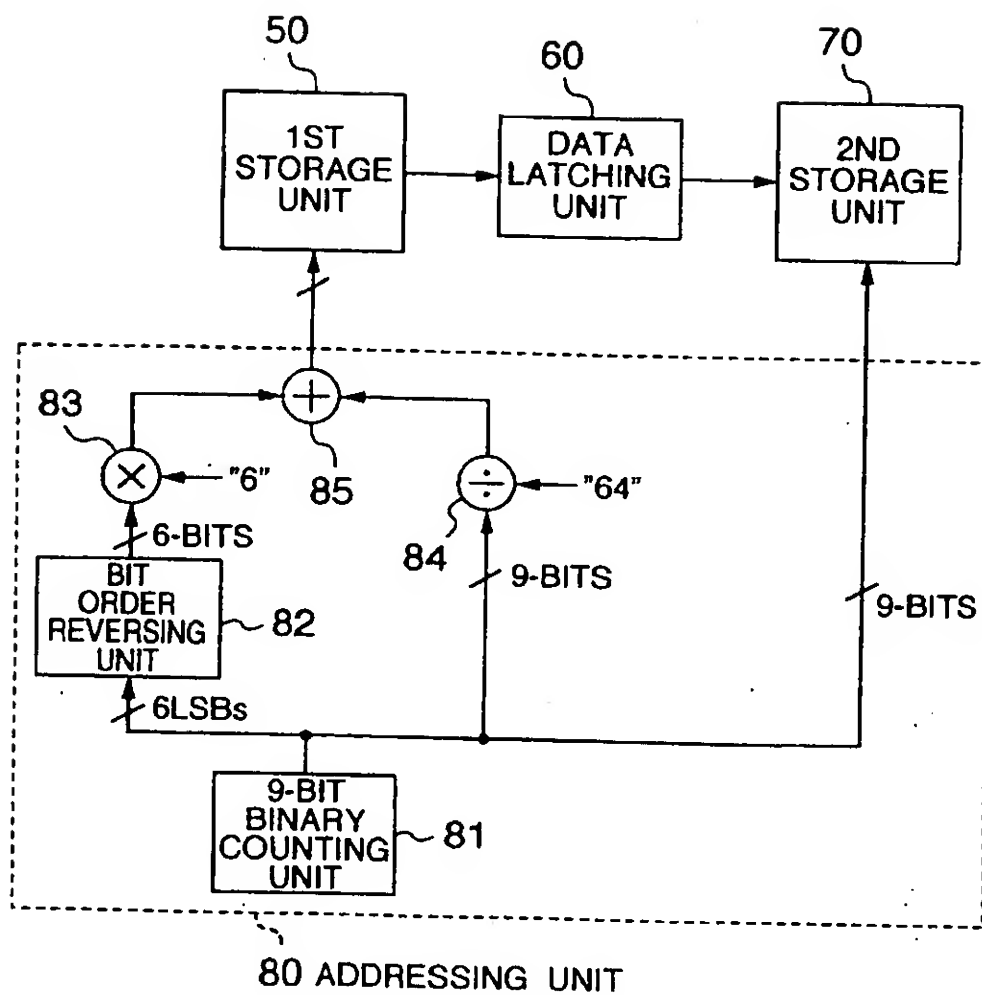 50
60
70
1ST
STORAGE
UNIT
DATA
LATCHING
UNIT
2ND
STORAGE
UNIT
83
+
85
×
"6"
÷
"64"
84
6-BITS
9-BITS
9-BITS
BIT
ORDER
REVERSING
UNIT
82
6LSBs
9-BIT
BINARY
COUNTING
UNIT
81
80 ADDRESSING UNIT